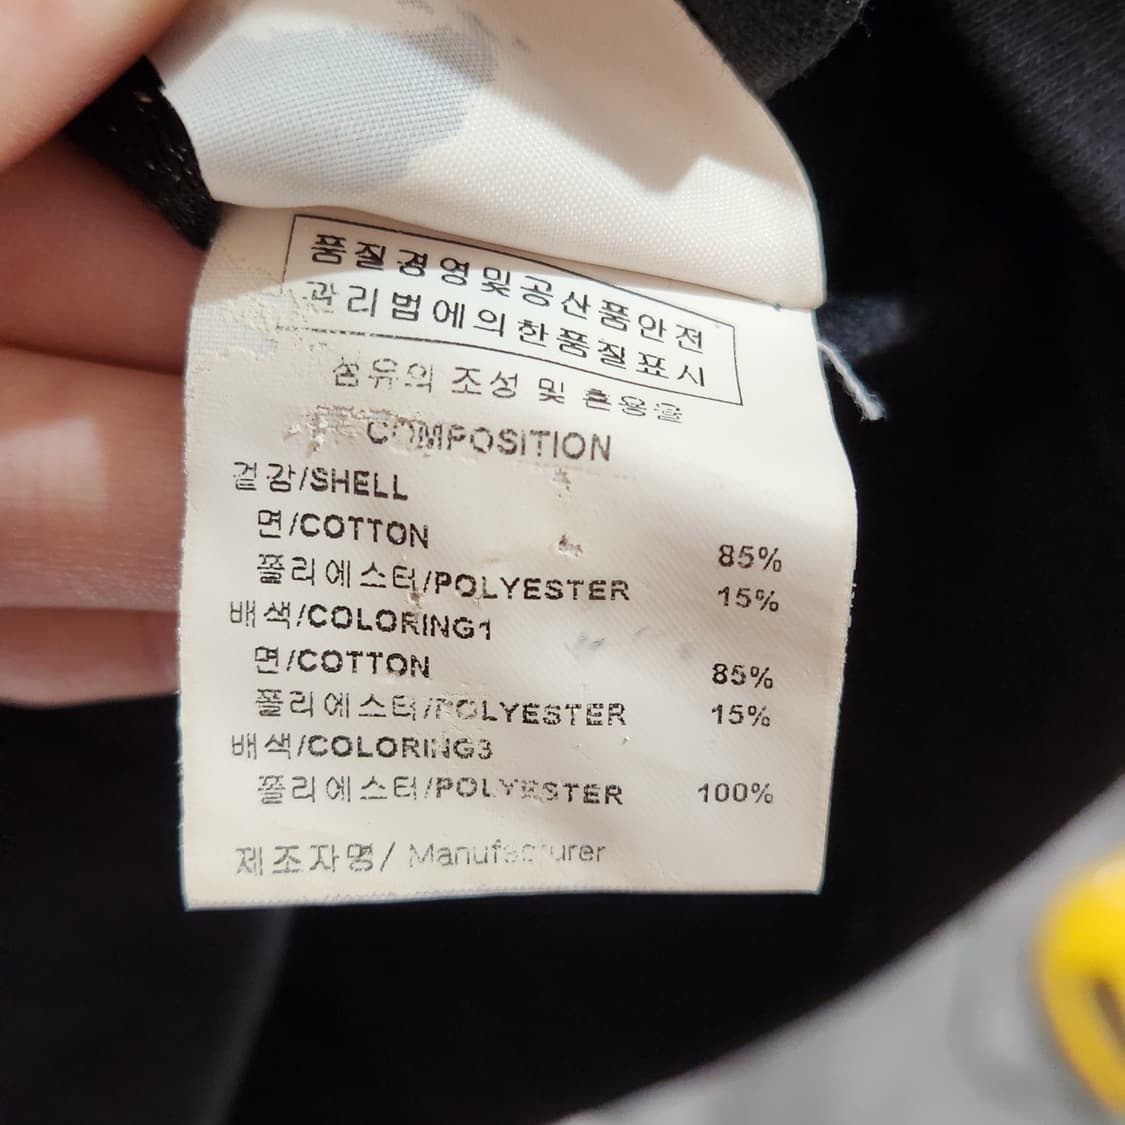 품질경영및공산품안전
관리법에의한품질표시
섬유의 조성 및 혼용율
COMPOSITION
겉감/SHELL
면/COTTON 85%
폴리에스터/POLYESTER 15%
배색/COLORING1
면/COTTON 85%
폴리에스터/POLYESTER 15%
배색/COLORING3
폴리에스터/POLYESTER 100%
제조자명/ Manufacturer